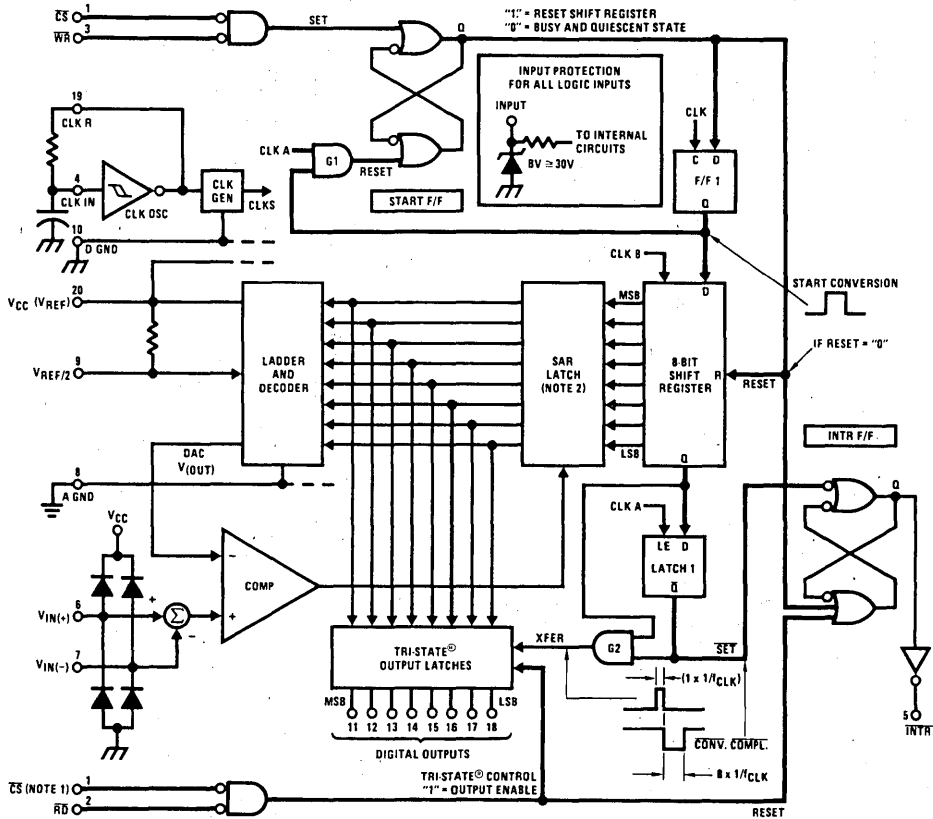 CS
1
WR
3
SET
Q
"1" = RESET SHIFT REGISTER
"0" = BUSY AND QUIESCENT STATE
INPUT PROTECTION
FOR ALL LOGIC INPUTS
INPUT
TO INTERNAL
CIRCUITS
BV ≅ 30V
CLK
C D
F/F 1
Q
19
CLK R
4
CLK IN
CLK OSC
CLK
GEN
CLKS
10
D GND
CLK A
G1
RESET
START F/F
CLK B
START CONVERSION
20
VCC (VREF)
9
VREF/2
LADDER
AND
DECODER
SAR
LATCH
(NOTE 2)
MSB
LSB
D
8-BIT
SHIFT
REGISTER
R
Q
RESET
IF RESET = "0"
INTR F/F
DAC
V(OUT)
8
A GND
VCC
6
VIN(+)
7
VIN(-)
+
Σ
-
-
COMP
+
CLK A
LE D
LATCH 1
Q
Q
XFER
G2
SET
(1 x 1/fCLK)
CONV. COMPL.
8 x 1/fCLK
5
INTR
TRI-STATE®
OUTPUT LATCHES
MSB
LSB
11 12 13 14 15 16 17 18
DIGITAL OUTPUTS
TRI-STATE® CONTROL
"1" = OUTPUT ENABLE
CS (NOTE 1)
1
RD
2
RESET